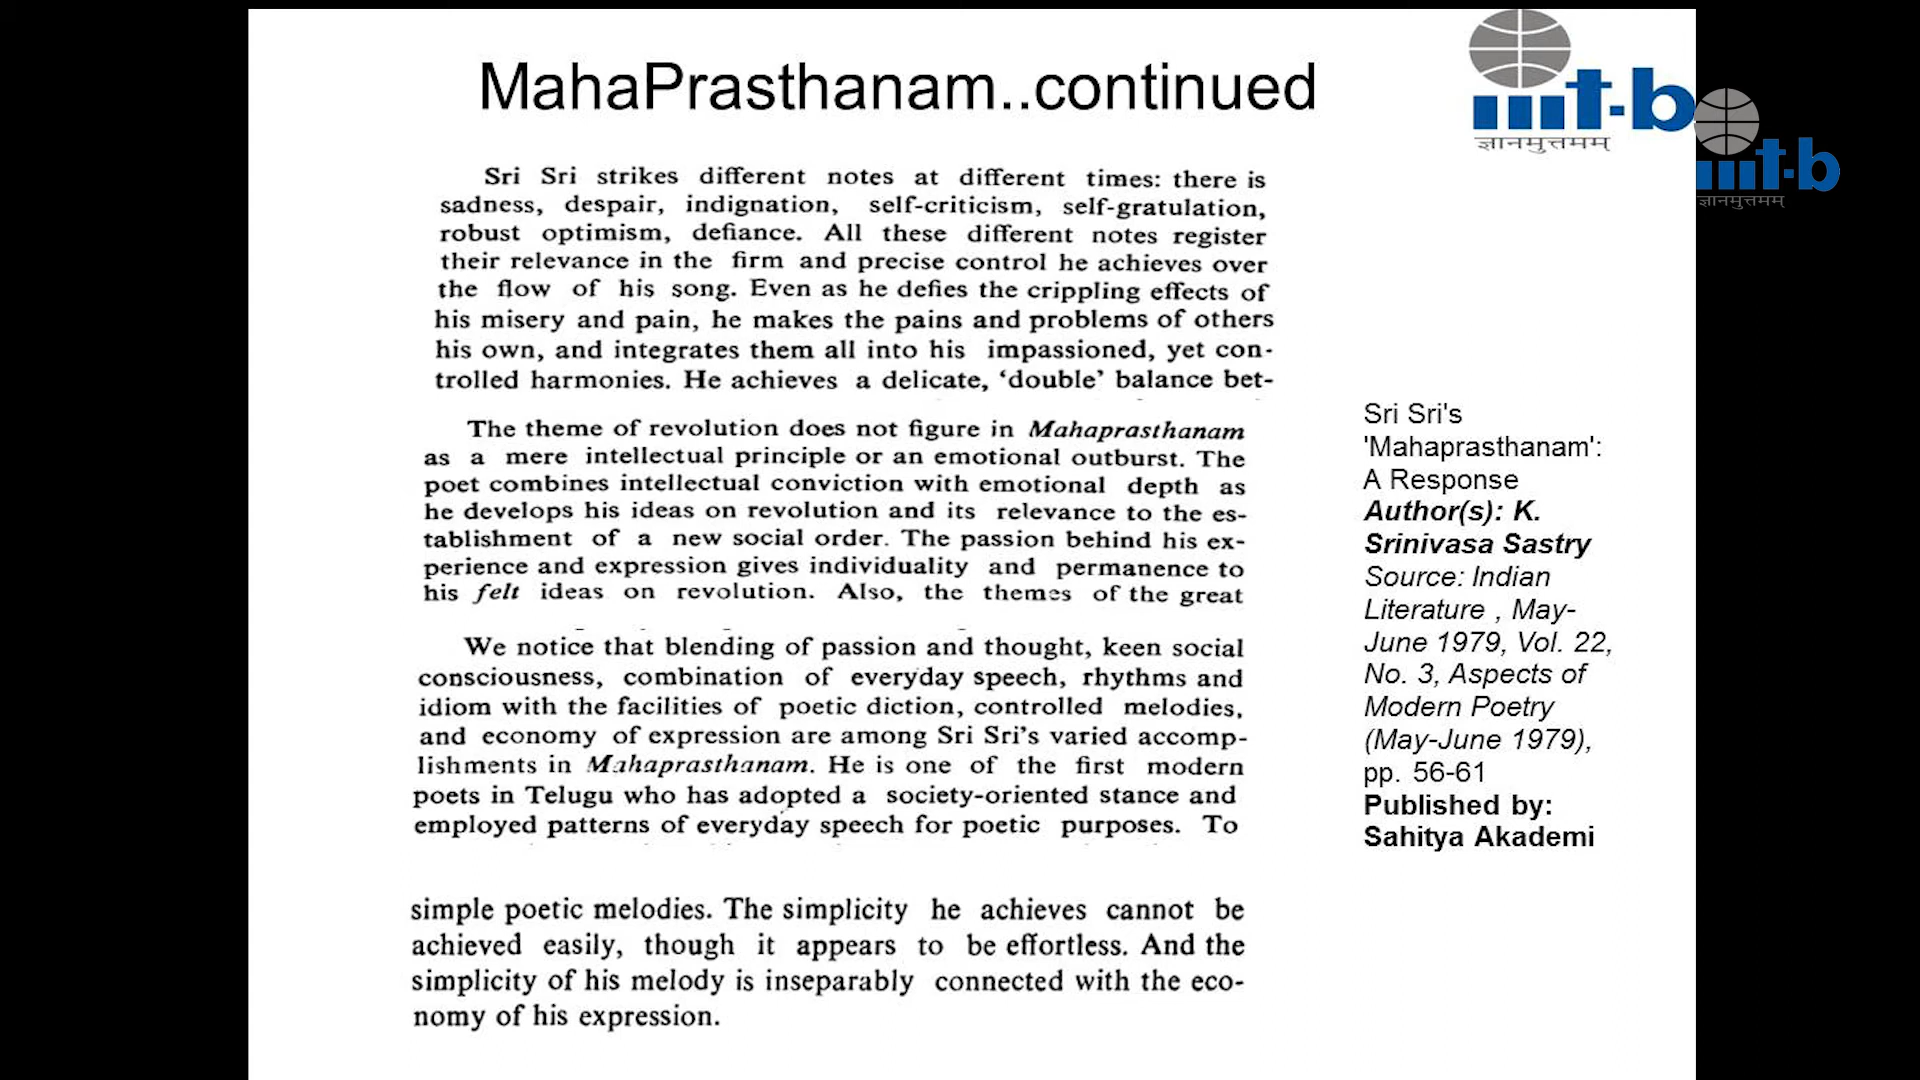 MahaPrasthanam..continued
iiit-b
ज्ञानमुत्तमम्
iiit-b
ज्ञानमुत्तमम्
Sri Sri strikes different notes at different times: there is
sadness, despair, indignation, self-criticism, self-gratulation,
robust optimism, defiance. All these different notes register
their relevance in the firm and precise control he achieves over
the flow of his song. Even as he defies the crippling effects of
his misery and pain, he makes the pains and problems of others
his own, and integrates them all into his impassioned, yet con-
trolled harmonies. He achieves a delicate, ‘double’ balance bet-
The theme of revolution does not figure in Mahaprasthanam
as a mere intellectual principle or an emotional outburst. The
poet combines intellectual conviction with emotional depth as
he develops his ideas on revolution and its relevance to the es-
tablishment of a new social order. The passion behind his ex-
perience and expression gives individuality and permanence to
his felt ideas on revolution. Also, the themes of the great
We notice that blending of passion and thought, keen social
consciousness, combination of everyday speech, rhythms and
idiom with the facilities of poetic diction, controlled melodies,
and economy of expression are among Sri Sri's varied accomp-
lishments in Mahaprasthanam. He is one of the first modern
poets in Telugu who has adopted a society-oriented stance and
employed patterns of everyday speech for poetic purposes. To
simple poetic melodies. The simplicity he achieves cannot be
achieved easily, though it appears to be effortless. And the
simplicity of his melody is inseparably connected with the eco-
nomy of his expression.
Sri Sri's
'Mahaprasthanam':
A Response
Author(s): K.
Srinivasa Sastry
Source: Indian
Literature , May-
June 1979, Vol. 22,
No. 3, Aspects of
Modern Poetry
(May-June 1979),
pp. 56-61
Published by:
Sahitya Akademi